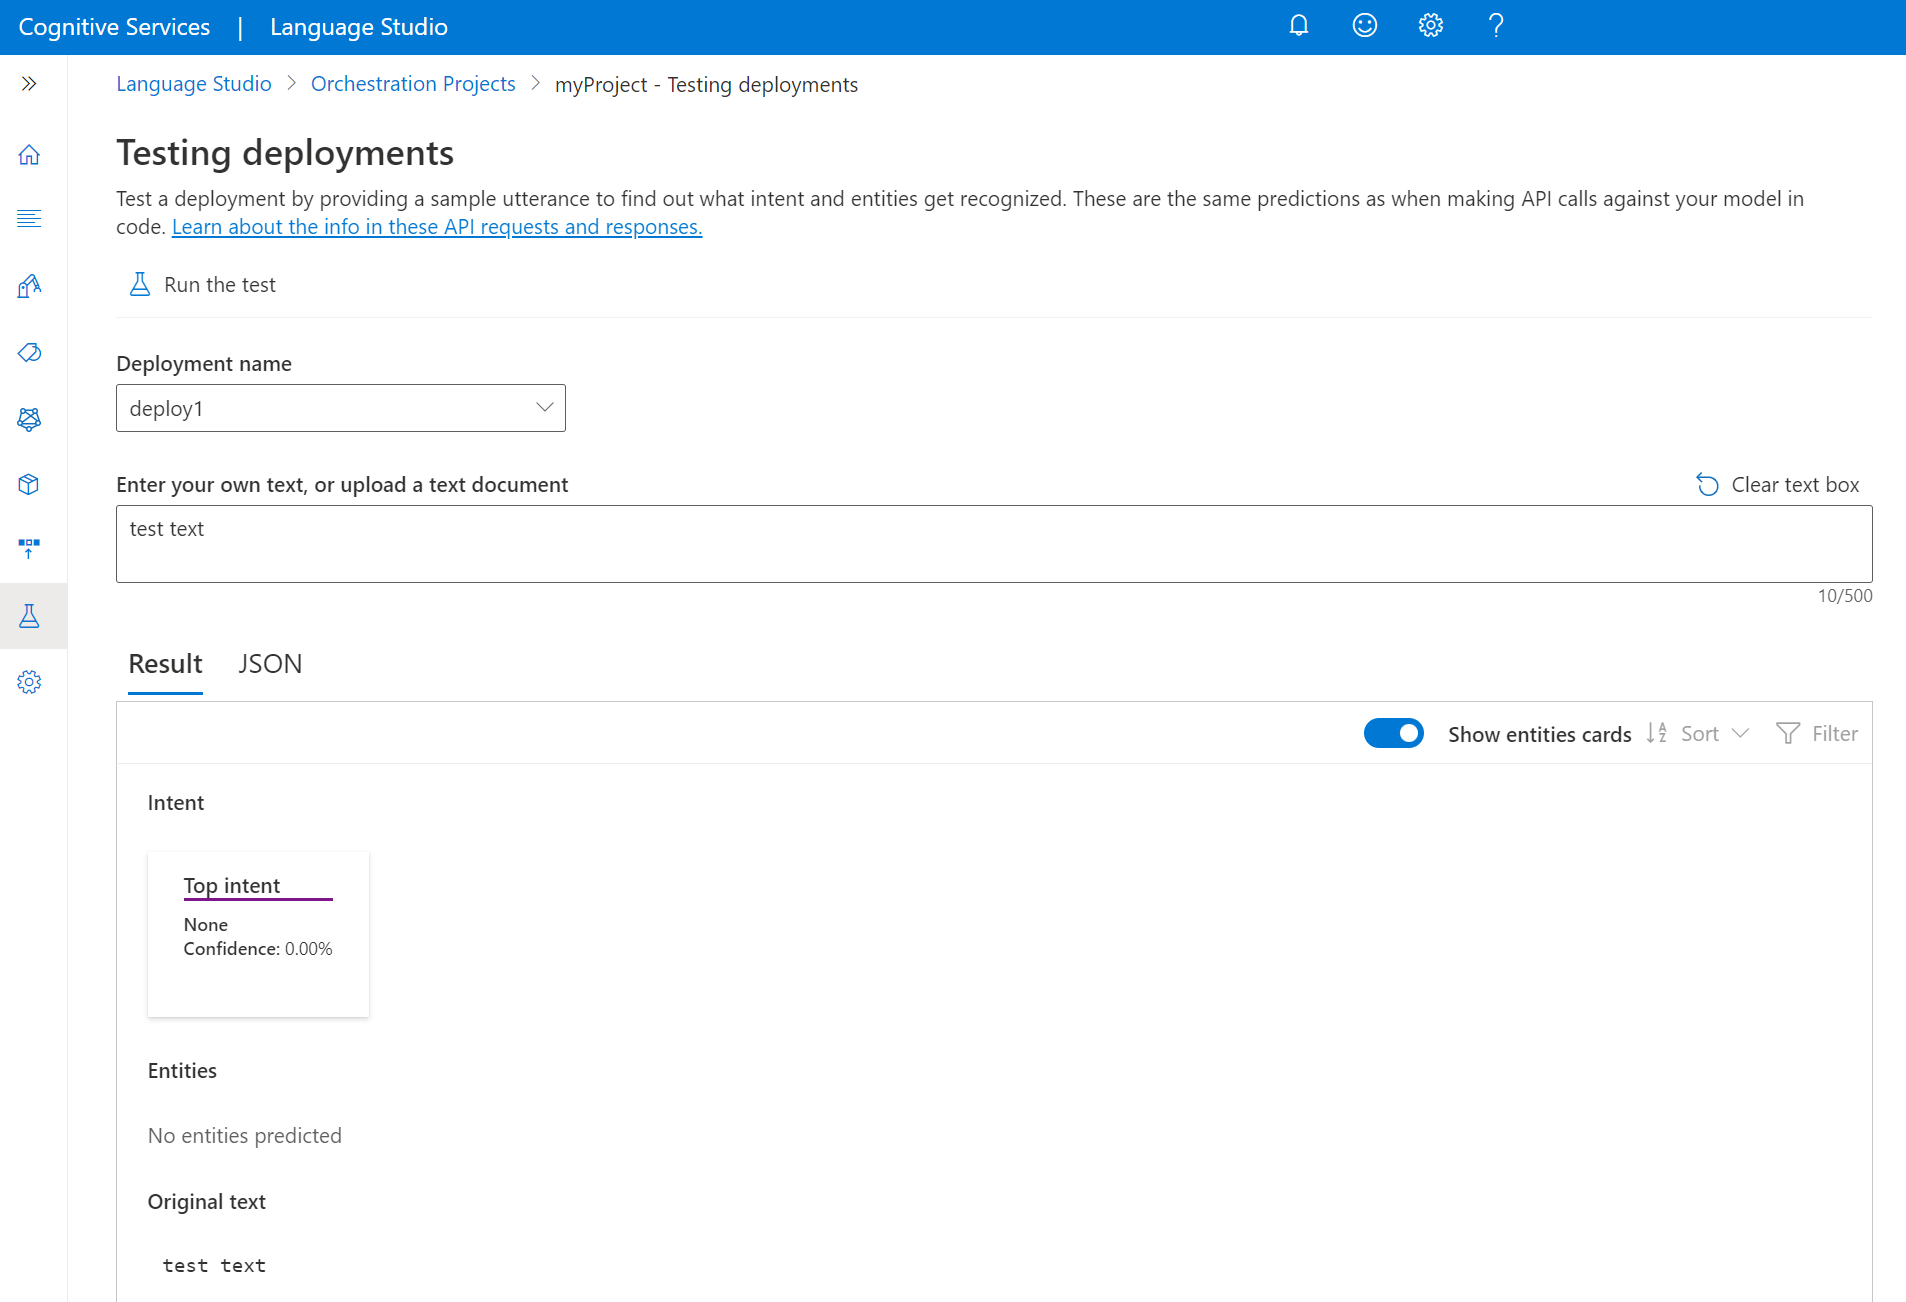 Cognitive Services | Language Studio
Language Studio > Orchestration Projects > myProject - Testing deployments
Testing deployments
Test a deployment by providing a sample utterance to find out what intent and entities get recognized. These are the same predictions as when making API calls against your model in
code. Learn about the info in these API requests and responses.
Run the test
Deployment name
deploy1
Enter your own text, or upload a text document
Clear text box
test text
10/500
Result JSON
Show entities cards Sort Filter
Intent
Top intent
None
Confidence: 0.00%
Entities
No entities predicted
Original text
test text